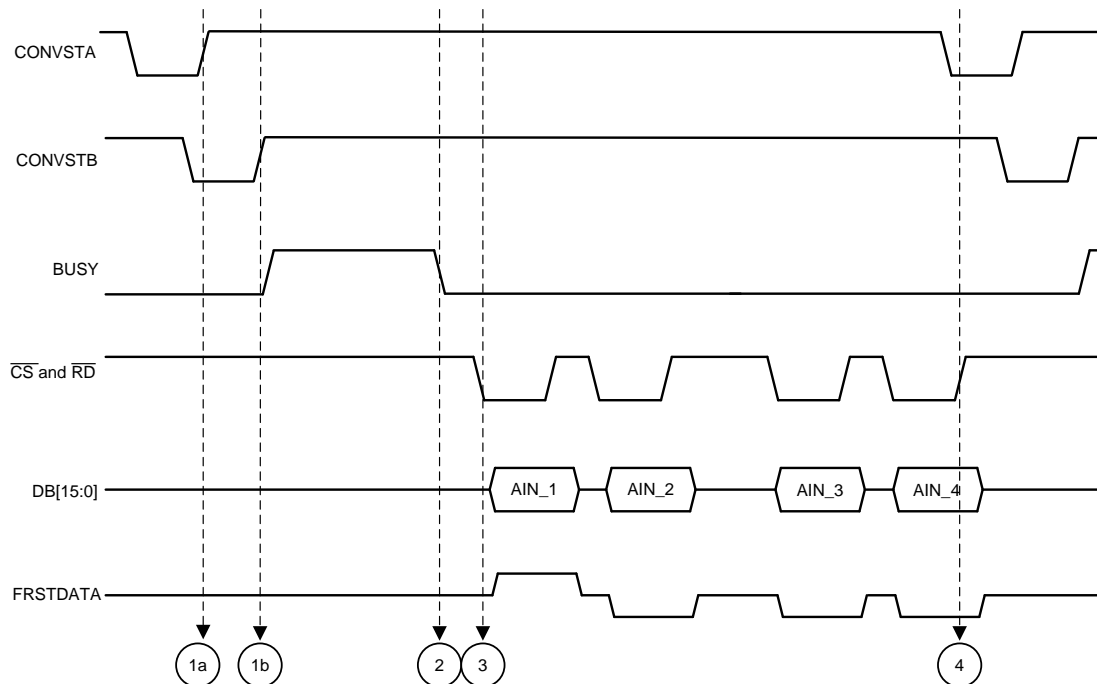 CONVSTA
CONVSTB
BUSY
CS and RD
DB[15:0]
AIN_1
AIN_2
AIN_3
AIN_4
FRSTDATA
1a
1b
2
3
4